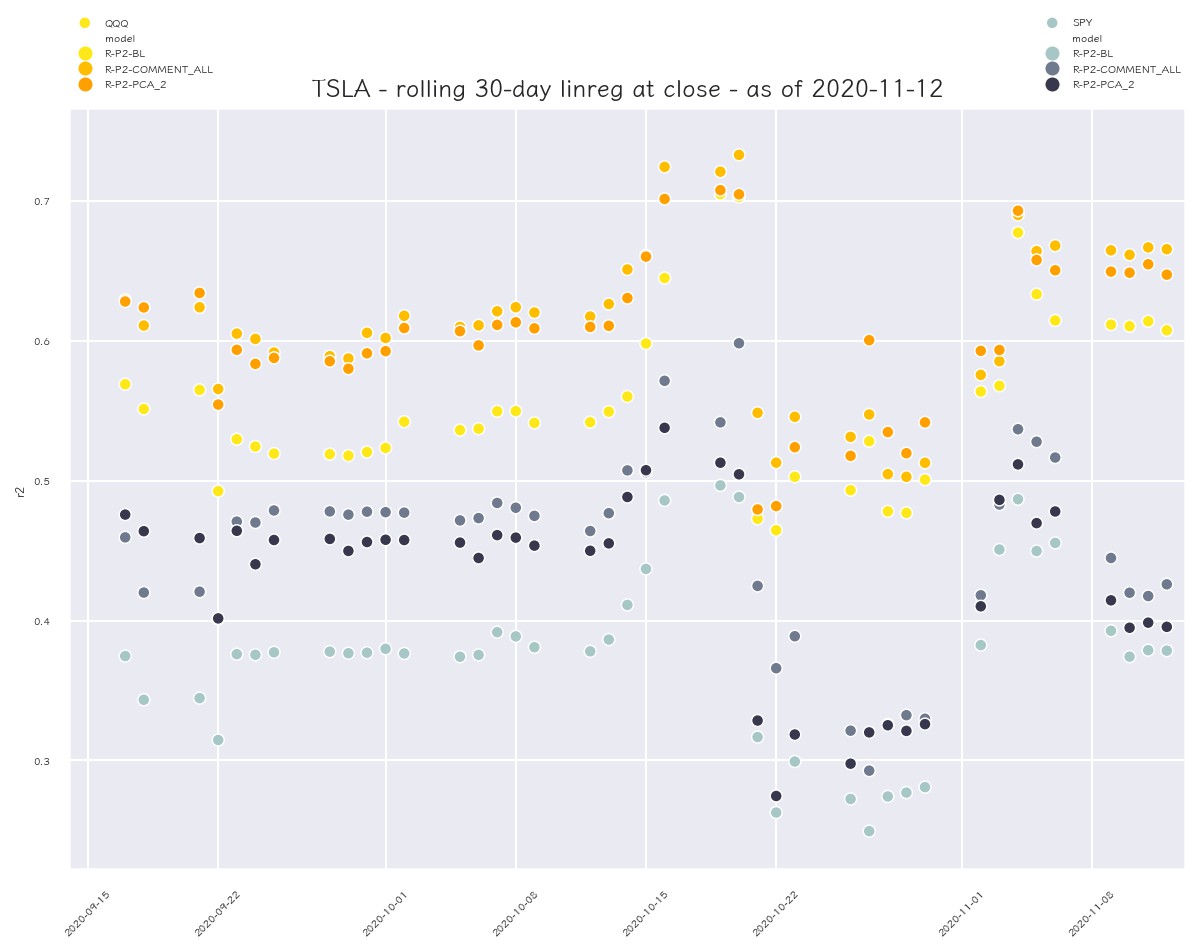 QQQ
model
R-P2-BL
R-P2-COMMENT_ALL
R-P2-PCA_2
SPY
model
R-P2-BL
R-P2-COMMENT_ALL
R-P2-PCA_2
TSLA - rolling 30-day linreg at close - as of 2020-11-12
0.7
0.6
0.5
0.4
0.3
r2
2020-09-15
2020-09-22
2020-10-01
2020-10-08
2020-10-15
2020-10-22
2020-11-01
2020-11-08